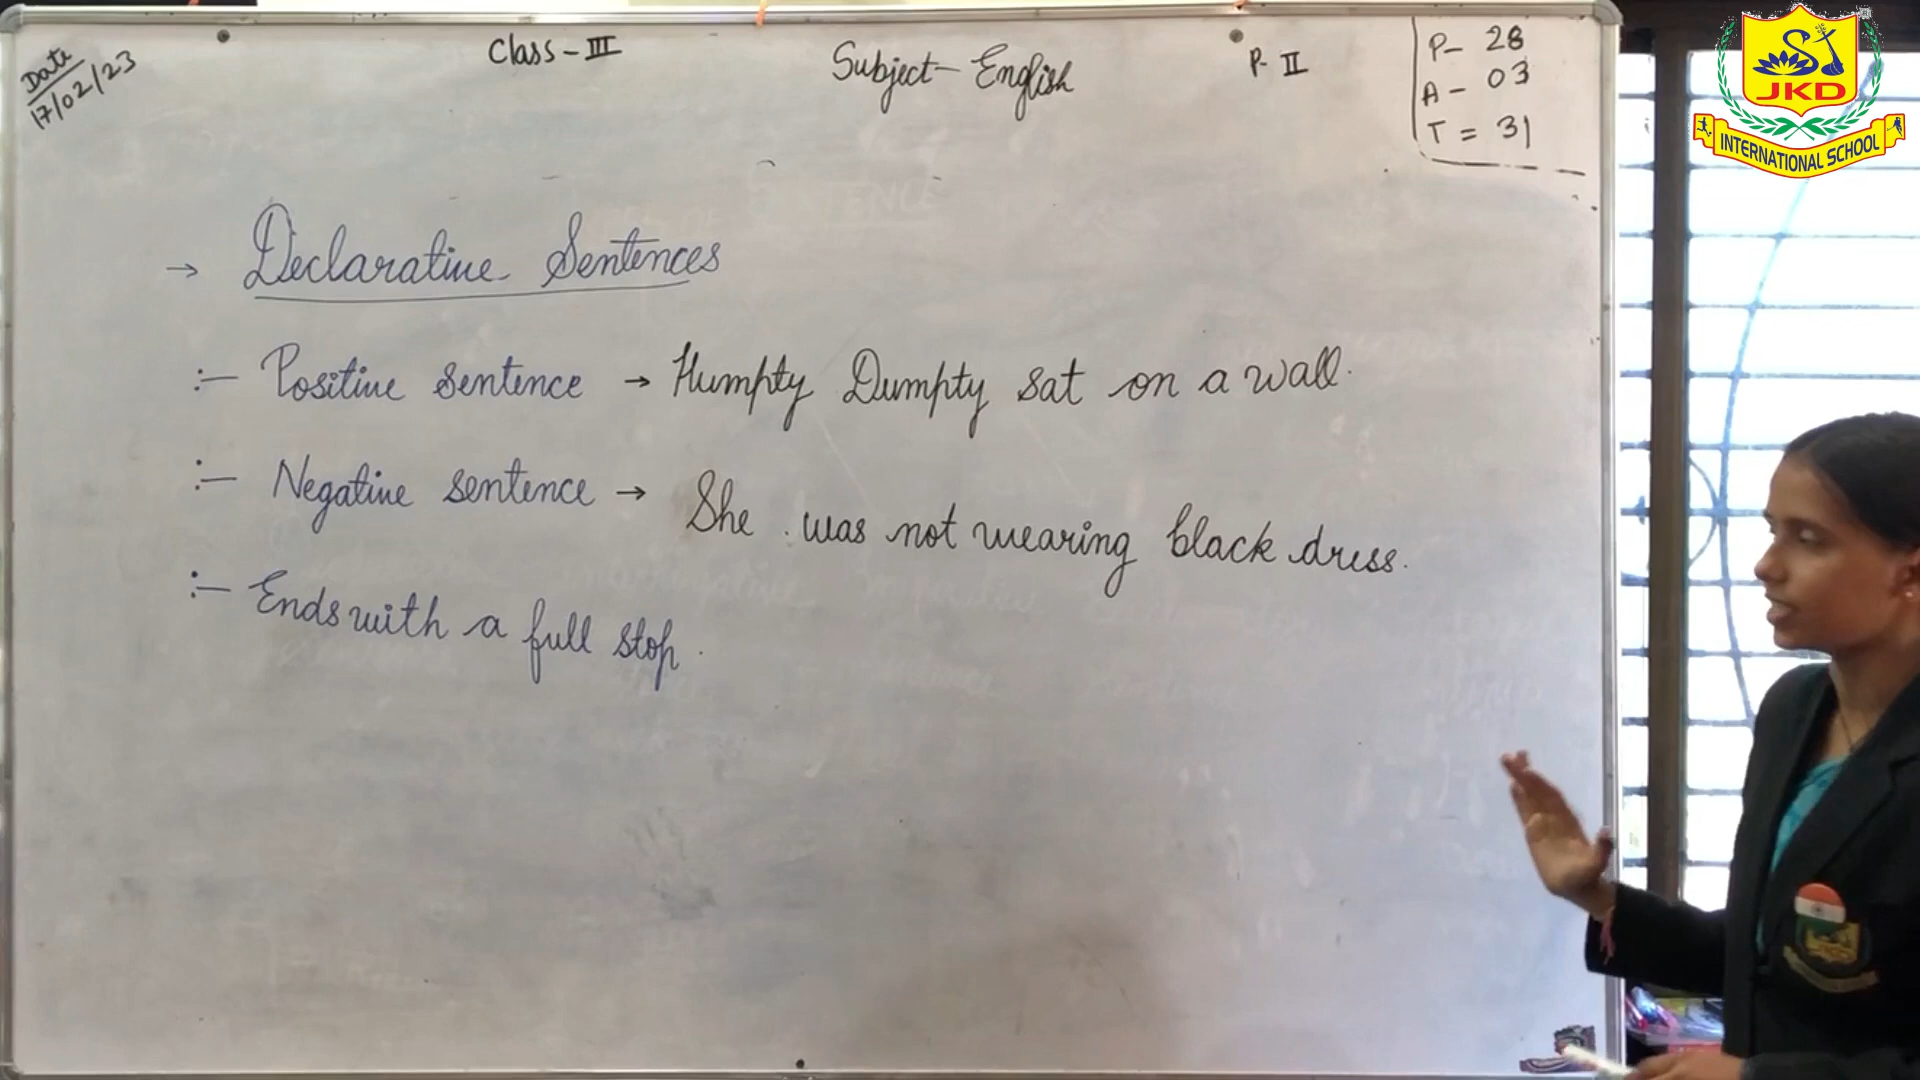 Date
17/02/23
Class - III
Subject - English
P- II
P- 28
A - 03
T = 31
JKD
INTERNATIONAL SCHOOL
→ Declarative Sentences
:- Positive sentence → Humpty Dumpty sat on a wall.
:- Negative sentence → She was not wearing black dress.
:- Ends with a full stop.